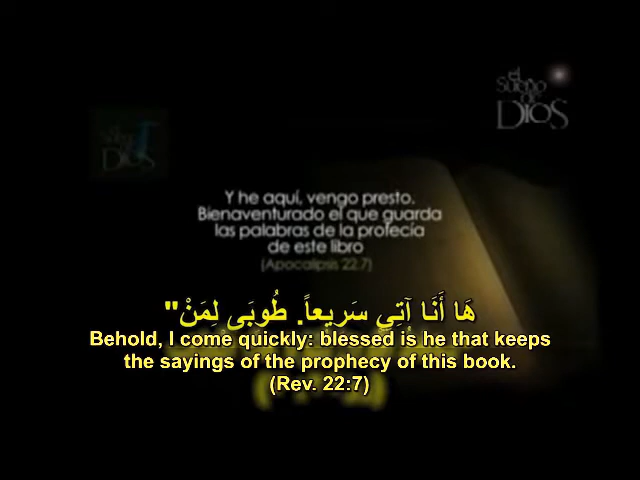 el
Sueño
de
DIOS
DIOS
Y he aquí, vengo presto.
Bienaventurado el que guarda
las palabras de la profecía
de este libro
(Apocalipsis 22.7)
"هَا أَنَا آتِي سَرِيعاً. طُوبَى لِمَنْ
Behold, I come quickly: blessed is he that keeps
the sayings of the prophecy of this book.
(Rev. 22:7)